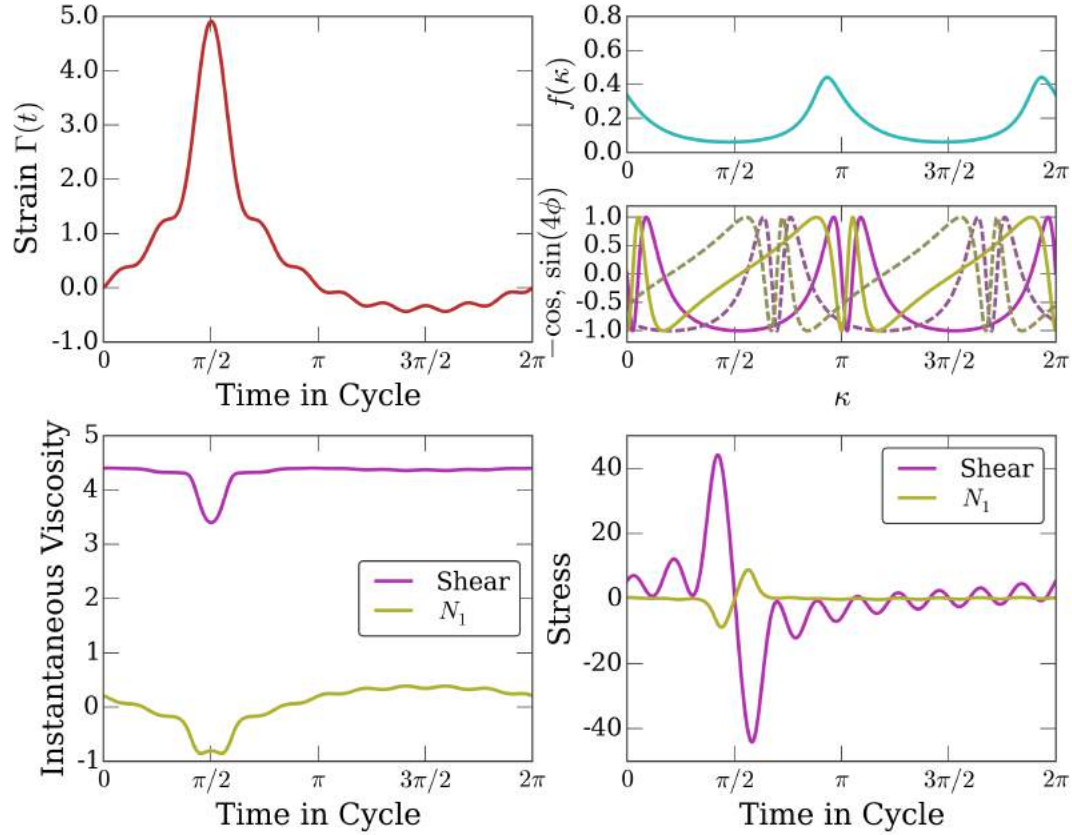 Strain Γ(t)
5.0
4.0
3.0
2.0
1.0
0.0
-1.0
0 π/2 π 3π/2 2π
Time in Cycle
f(κ)
0.8
0.6
0.4
0.2
0.0
0 π/2 π 3π/2 2π
−cos, sin(4ϕ)
1.0
0.5
0.0
-0.5
-1.0
0 π/2 π 3π/2 2π
κ
Instantaneous Viscosity
5
4
3
2
1
0
-1
Shear
N₁
0 π/2 π 3π/2 2π
Time in Cycle
Stress
40
20
0
-20
-40
Shear
N₁
0 π/2 π 3π/2 2π
Time in Cycle